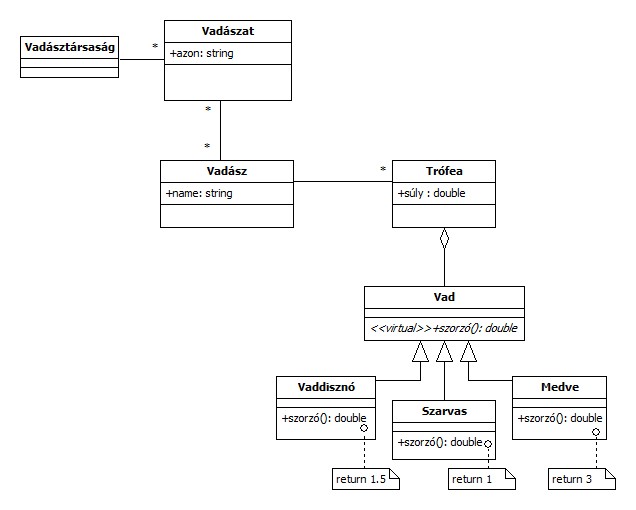 Vadásztársaság
*
Vadászat
+azon: string
*
*
Vadász
+name: string
*
Trófea
+súly : double
Vad
<<virtual>>+szorzó(): double
Vaddisznó
+szorzó(): double
Szarvas
+szorzó(): double
Medve
+szorzó(): double
return 1.5
return 1
return 3